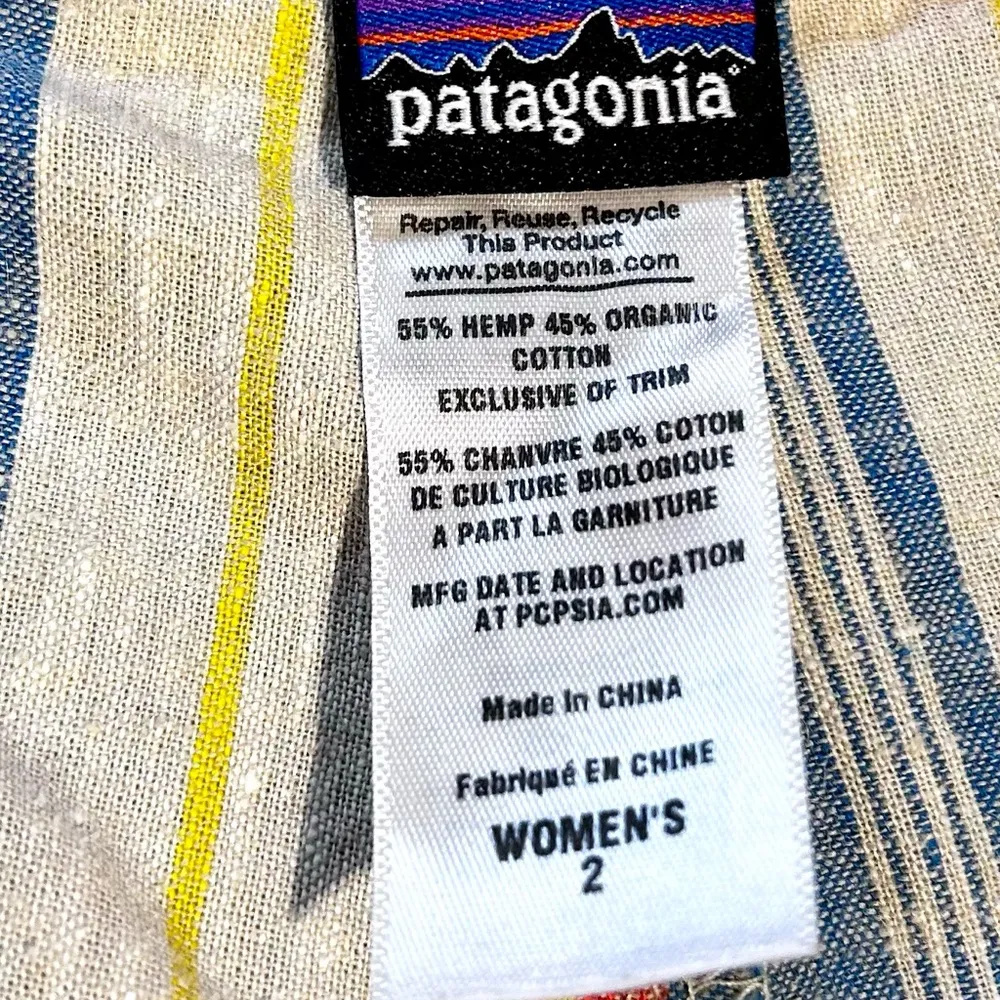 patagonia®
Repair, Reuse, Recycle
This Product
www.patagonia.com
55% HEMP 45% ORGANIC
COTTON
EXCLUSIVE OF TRIM
55% CHANVRE 45% COTON
DE CULTURE BIOLOGIQUE
A PART LA GARNITURE
MFG DATE AND LOCATION
AT PCPSIA.COM
Made In CHINA
Fabriqué EN CHINE
WOMEN'S
2